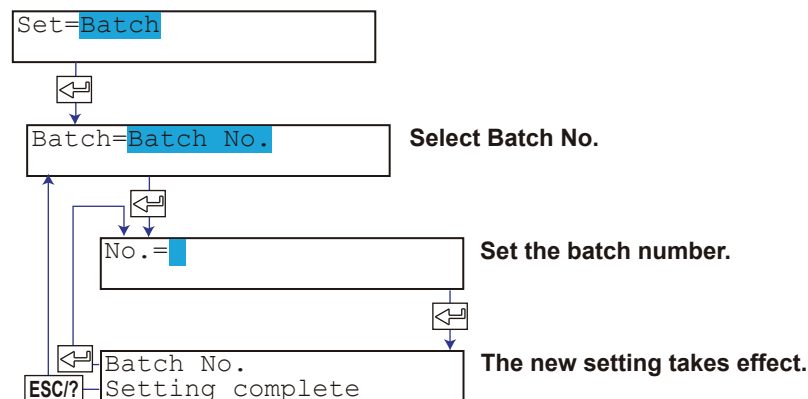 Set=Batch
Batch=Batch No.
Select Batch No.
No.=
Set the batch number.
Batch No.
The new setting takes effect.
ESC/?
Setting complete